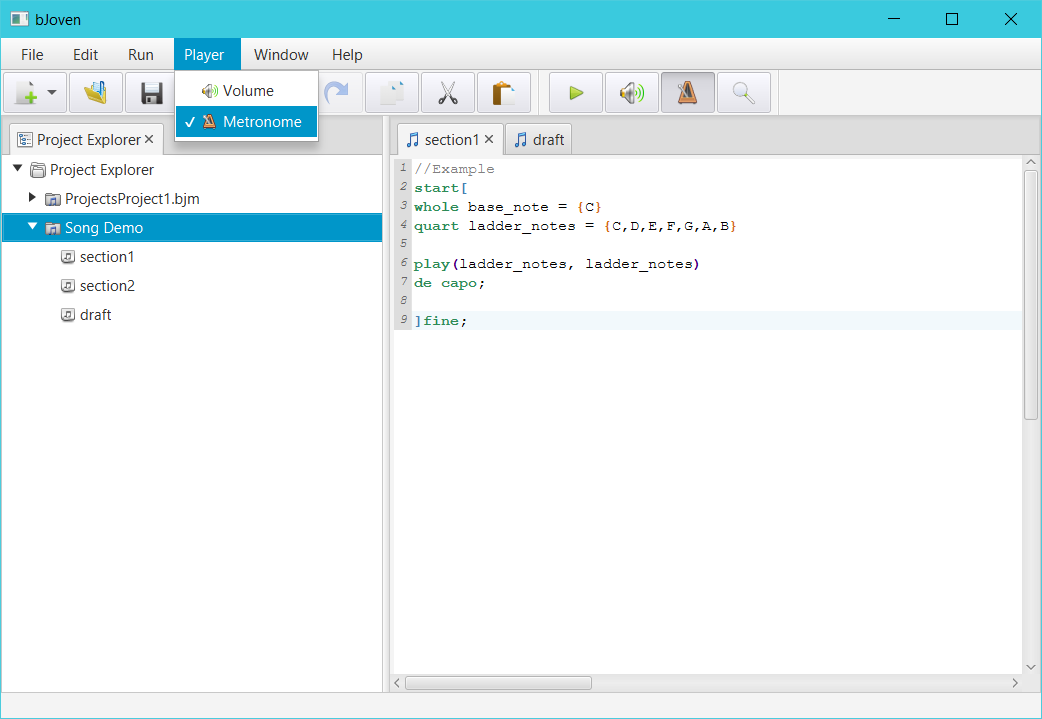 bJoven
File Edit Run Player Window Help
Volume
✓ Metronome
Project Explorer
section1 draft
Project Explorer
ProjectsProject1.bjm
Song Demo
section1
section2
draft
1 //Example
2 start[
3 whole base_note = {C}
4 quart ladder_notes = {C,D,E,F,G,A,B}
5
6 play(ladder_notes, ladder_notes)
7 de capo;
8
9 ]fine;